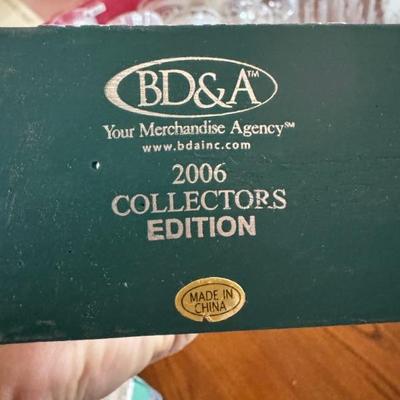 BD&A™
Your Merchandise Agency℠
www.bdainc.com
2006
COLLECTORS
EDITION
MADE IN
CHINA